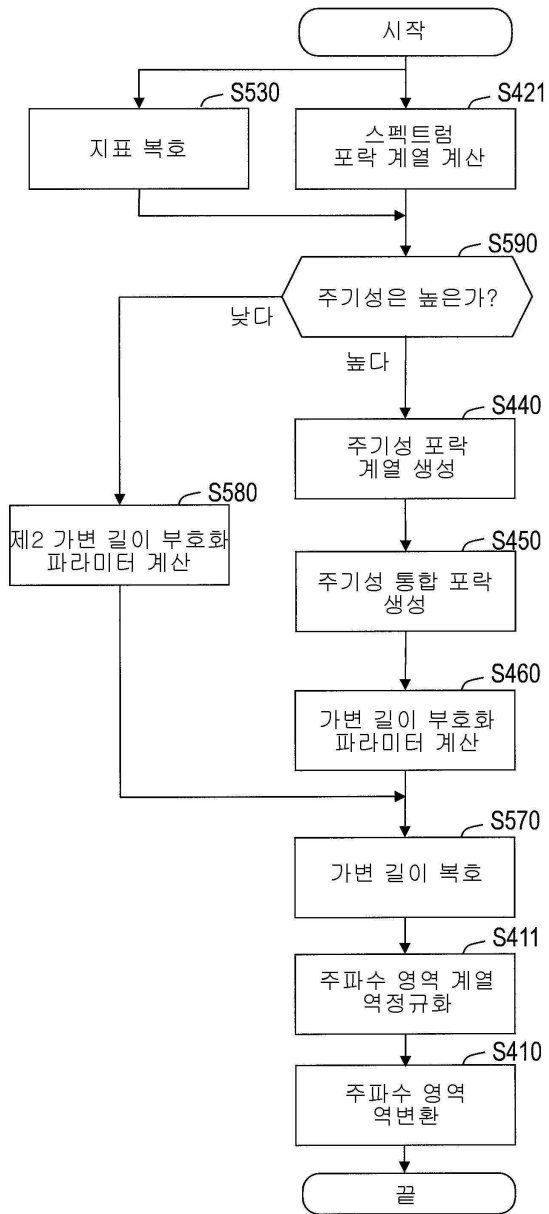 시작
S530
지표 복호
S421
스펙트럼
포락 계열 계산
S590
주기성은 높은가?
낮다
높다
S440
주기성 포락
계열 생성
S580
제2 가변 길이 부호화
파라미터 계산
S450
주기성 통합 포락
생성
S460
가변 길이 부호화
파라미터 계산
S570
가변 길이 복호
S411
주파수 영역 계열
역정규화
S410
주파수 영역
역변환
끝